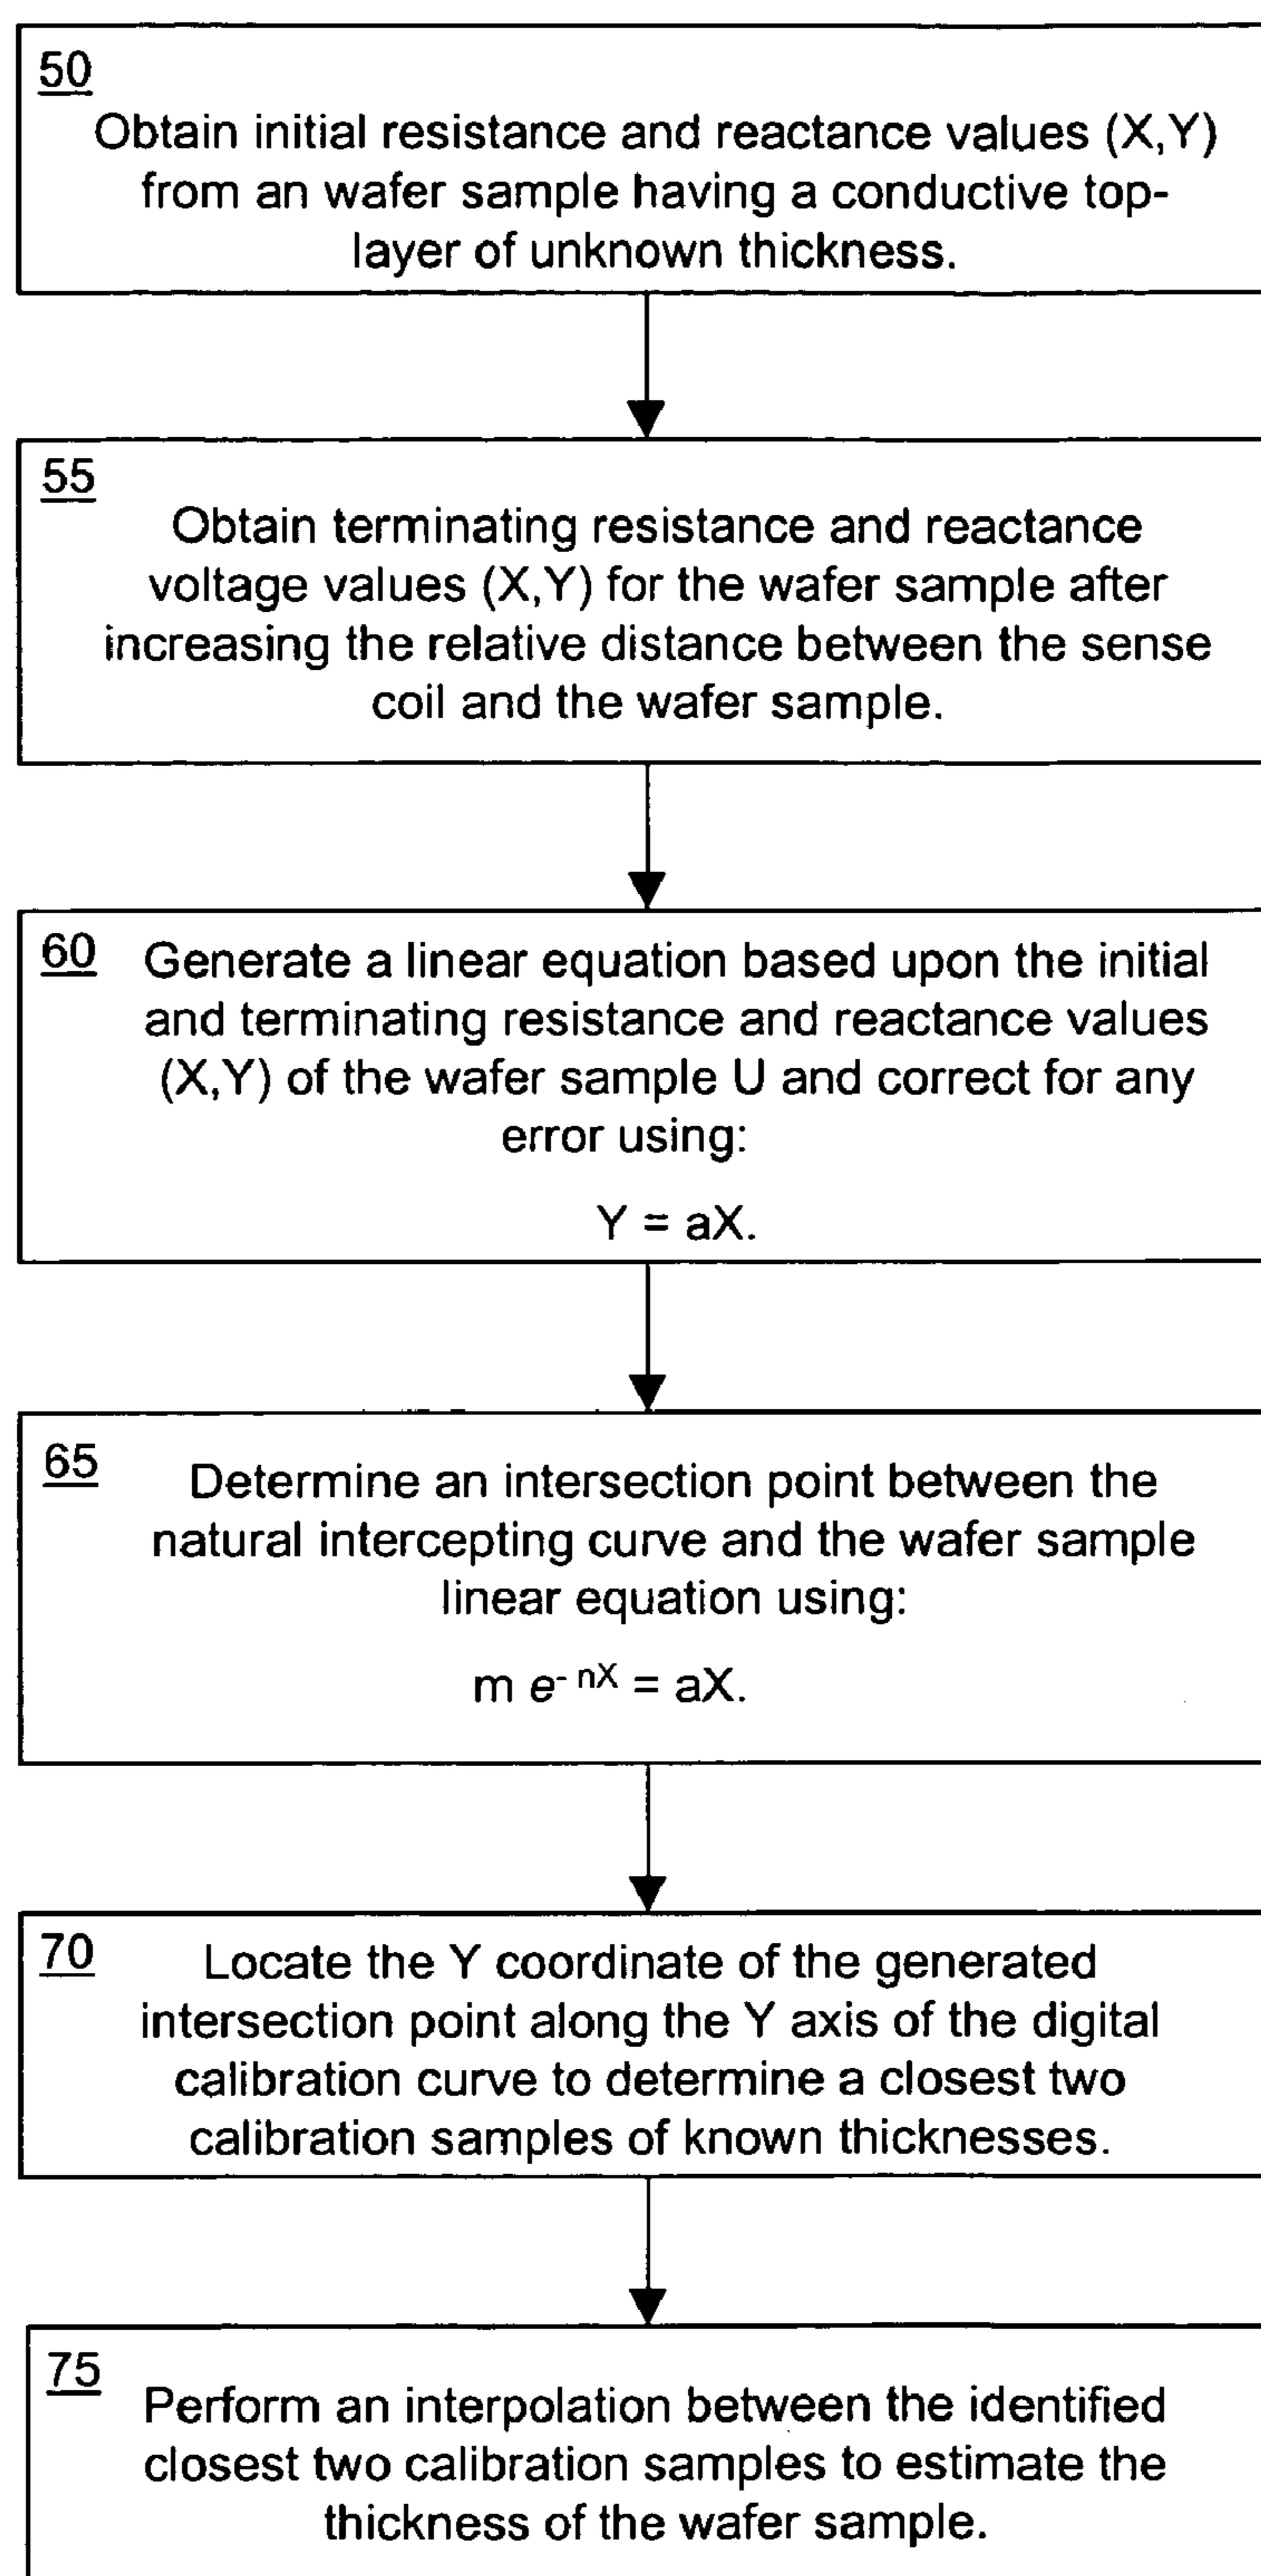 50
Obtain initial resistance and reactance values (X,Y)
from an wafer sample having a conductive top-
layer of unknown thickness.
55
Obtain terminating resistance and reactance
voltage values (X,Y) for the wafer sample after
increasing the relative distance between the sense
coil and the wafer sample.
60 Generate a linear equation based upon the initial
and terminating resistance and reactance values
(X,Y) of the wafer sample U and correct for any
error using:
Y = aX.
65
Determine an intersection point between the
natural intercepting curve and the wafer sample
linear equation using:
m e- nX = aX.
70 Locate the Y coordinate of the generated
intersection point along the Y axis of the digital
calibration curve to determine a closest two
calibration samples of known thicknesses.
75
Perform an interpolation between the identified
closest two calibration samples to estimate the
thickness of the wafer sample.